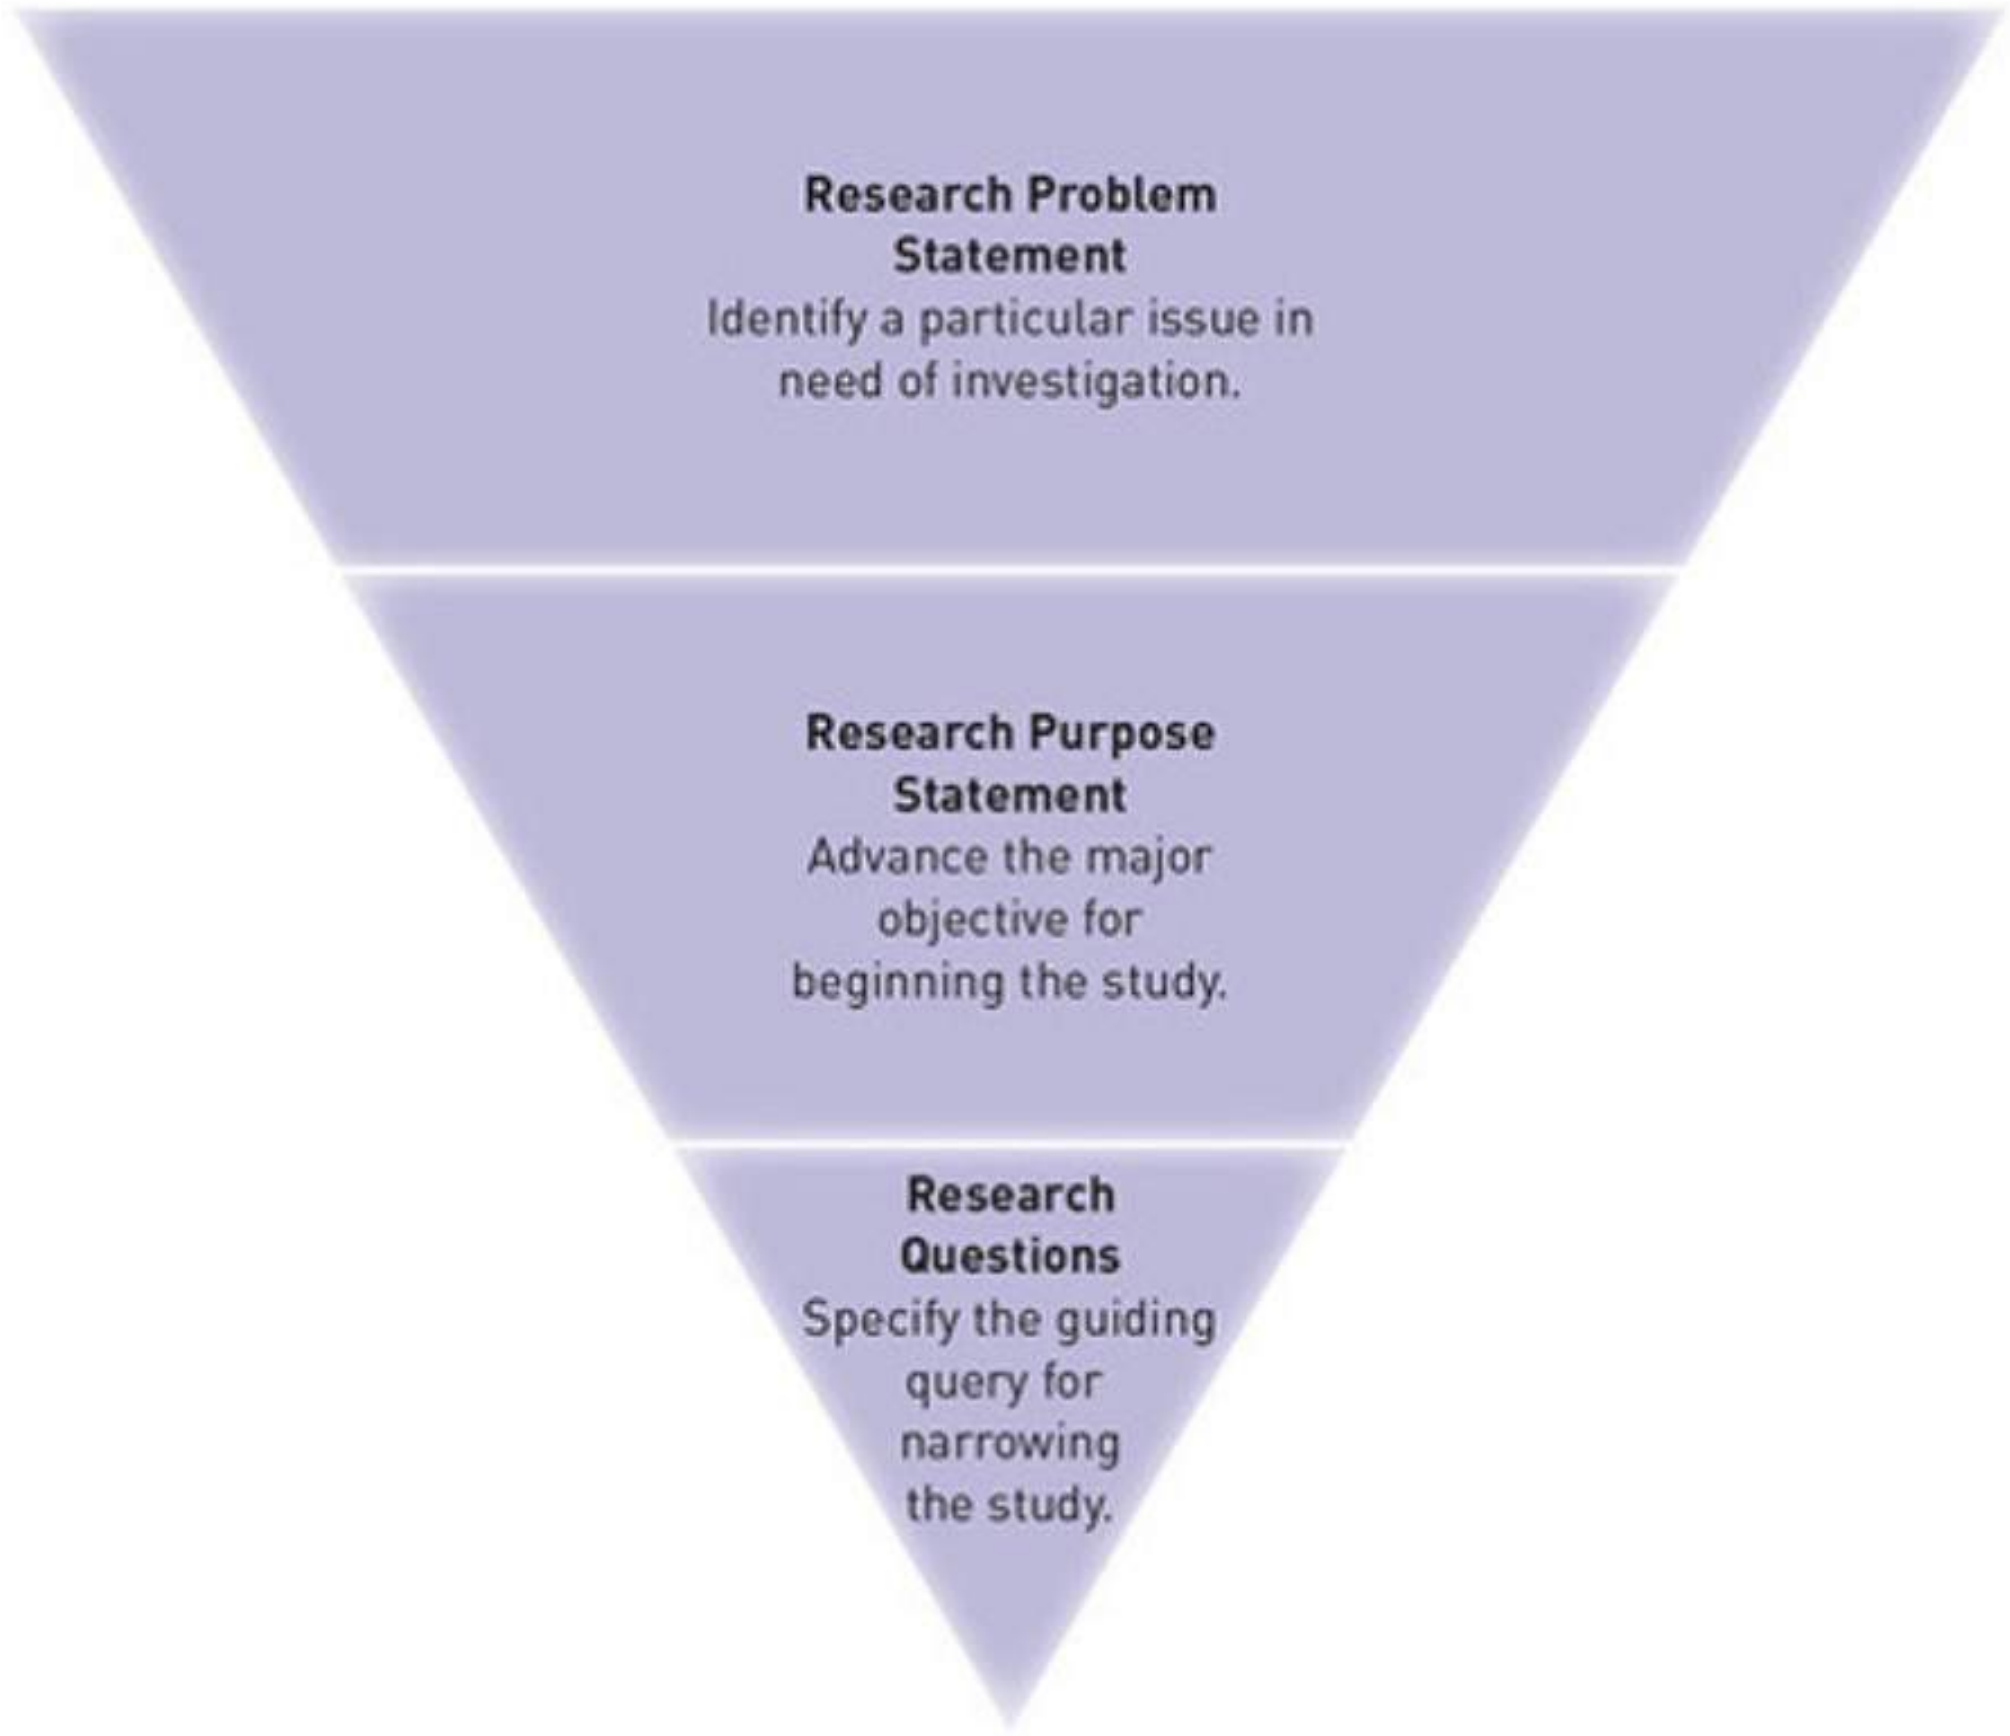 Research Problem
Statement
Identify a particular issue in
need of investigation.
Research Purpose
Statement
Advance the major
objective for
beginning the study.
Research
Questions
Specify the guiding
query for
narrowing
the study.